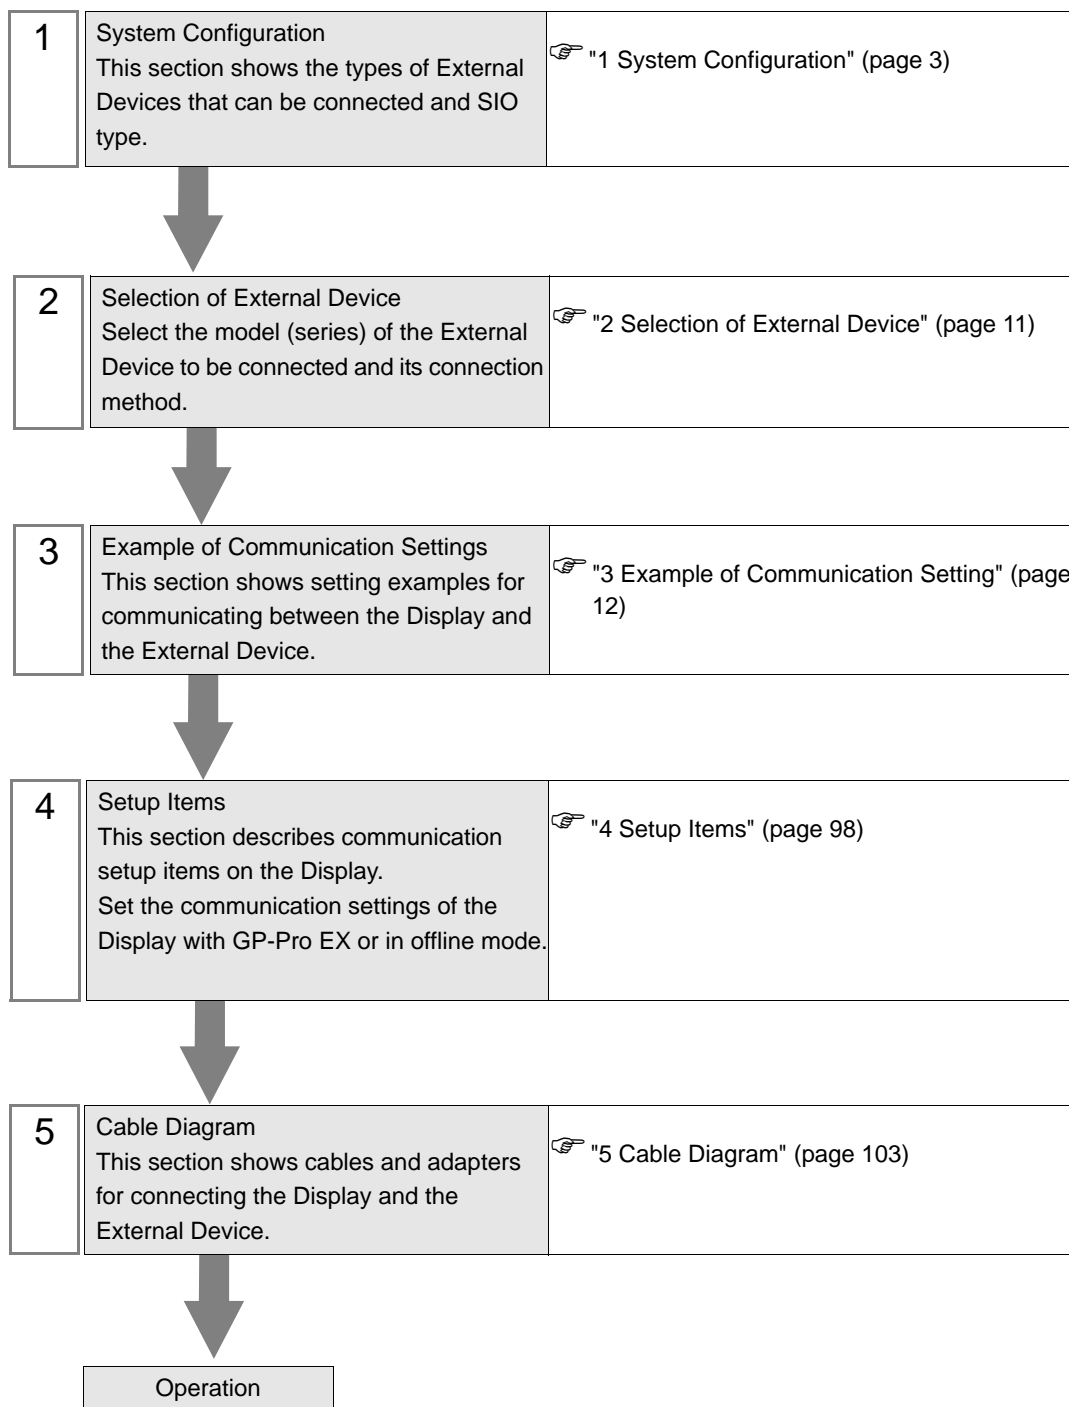 1
System Configuration
This section shows the types of External
Devices that can be connected and SIO
type.
"1 System Configuration" (page 3)
2
Selection of External Device
Select the model (series) of the External
Device to be connected and its connection
method.
"2 Selection of External Device" (page 11)
3
Example of Communication Settings
This section shows setting examples for
communicating between the Display and
the External Device.
"3 Example of Communication Setting" (page
12)
4
Setup Items
This section describes communication
setup items on the Display.
Set the communication settings of the
Display with GP-Pro EX or in offline mode.
"4 Setup Items" (page 98)
5
Cable Diagram
This section shows cables and adapters
for connecting the Display and the
External Device.
"5 Cable Diagram" (page 103)
Operation